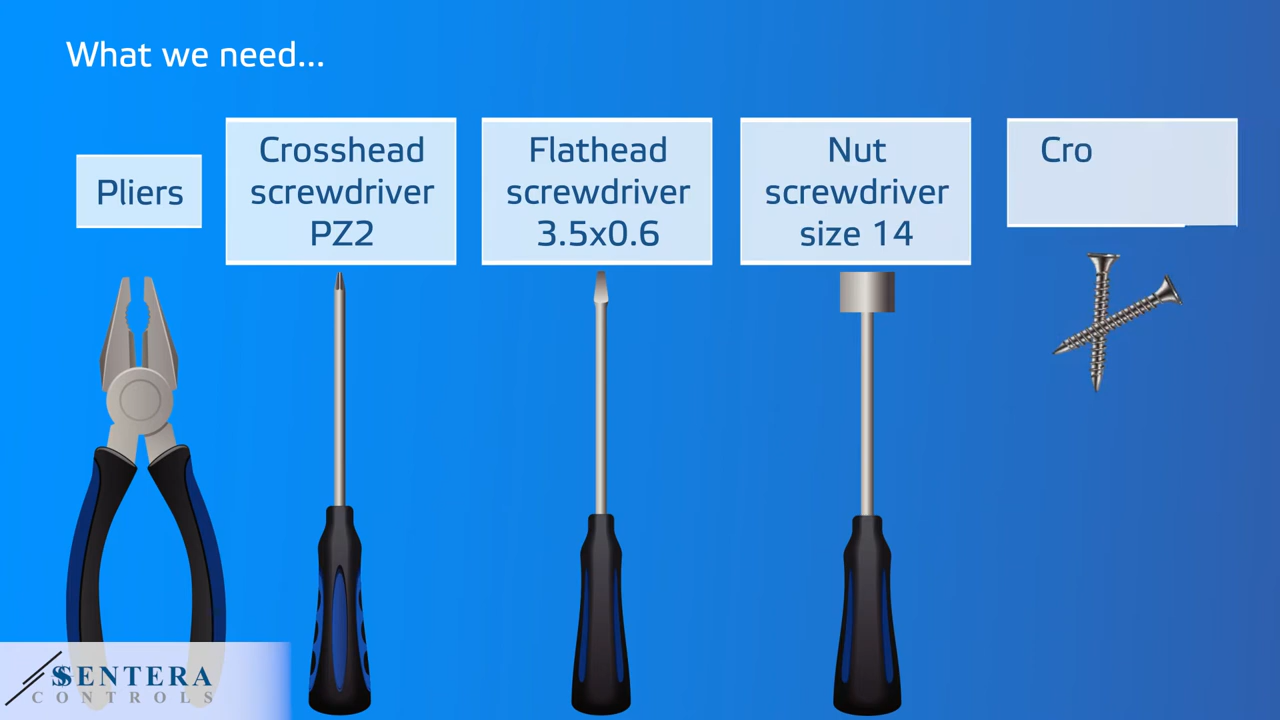 What we need...
Pliers
Crosshead
screwdriver
PZ2
Flathead
screwdriver
3.5x0.6
Nut
screwdriver
size 14
Cro
SENTERA
CONTROLS